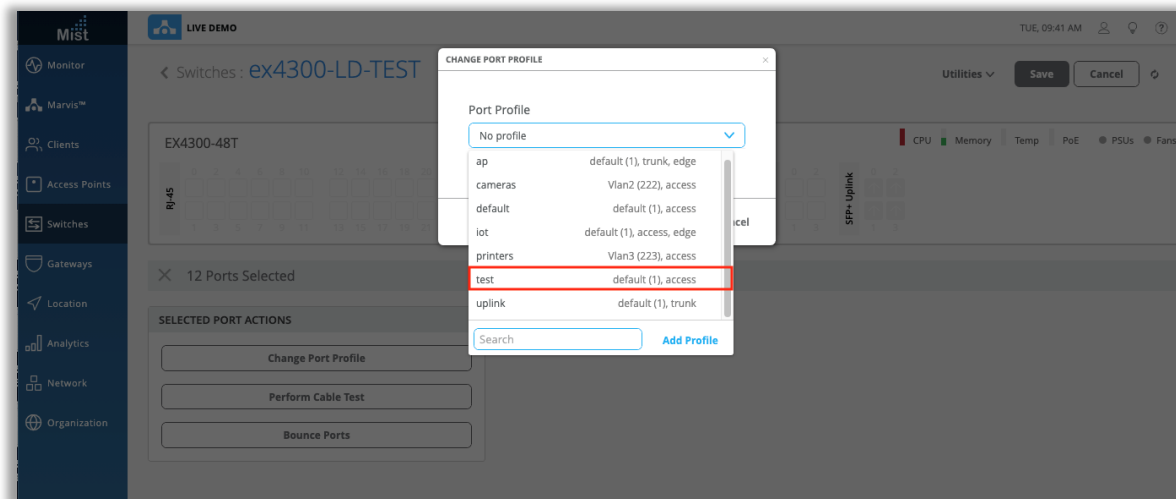 Mist
LIVE DEMO
TUE, 09:41 AM
Monitor
Marvis™
Clients
Access Points
Switches
Gateways
Location
Analytics
Network
Organization
Switches : ex4300-LD-TEST
Utilities
Save
Cancel
EX4300-48T
CPU
Memory
Temp
PoE
PSUs
Fans
RJ-45
SFP+ Uplink
12 Ports Selected
SELECTED PORT ACTIONS
Change Port Profile
Perform Cable Test
Bounce Ports
CHANGE PORT PROFILE
Port Profile
No profile
ap default (1), trunk, edge
cameras Vlan2 (222), access
default default (1), access
iot default (1), access, edge
printers Vlan3 (223), access
test default (1), access
uplink default (1), trunk
Search
Add Profile